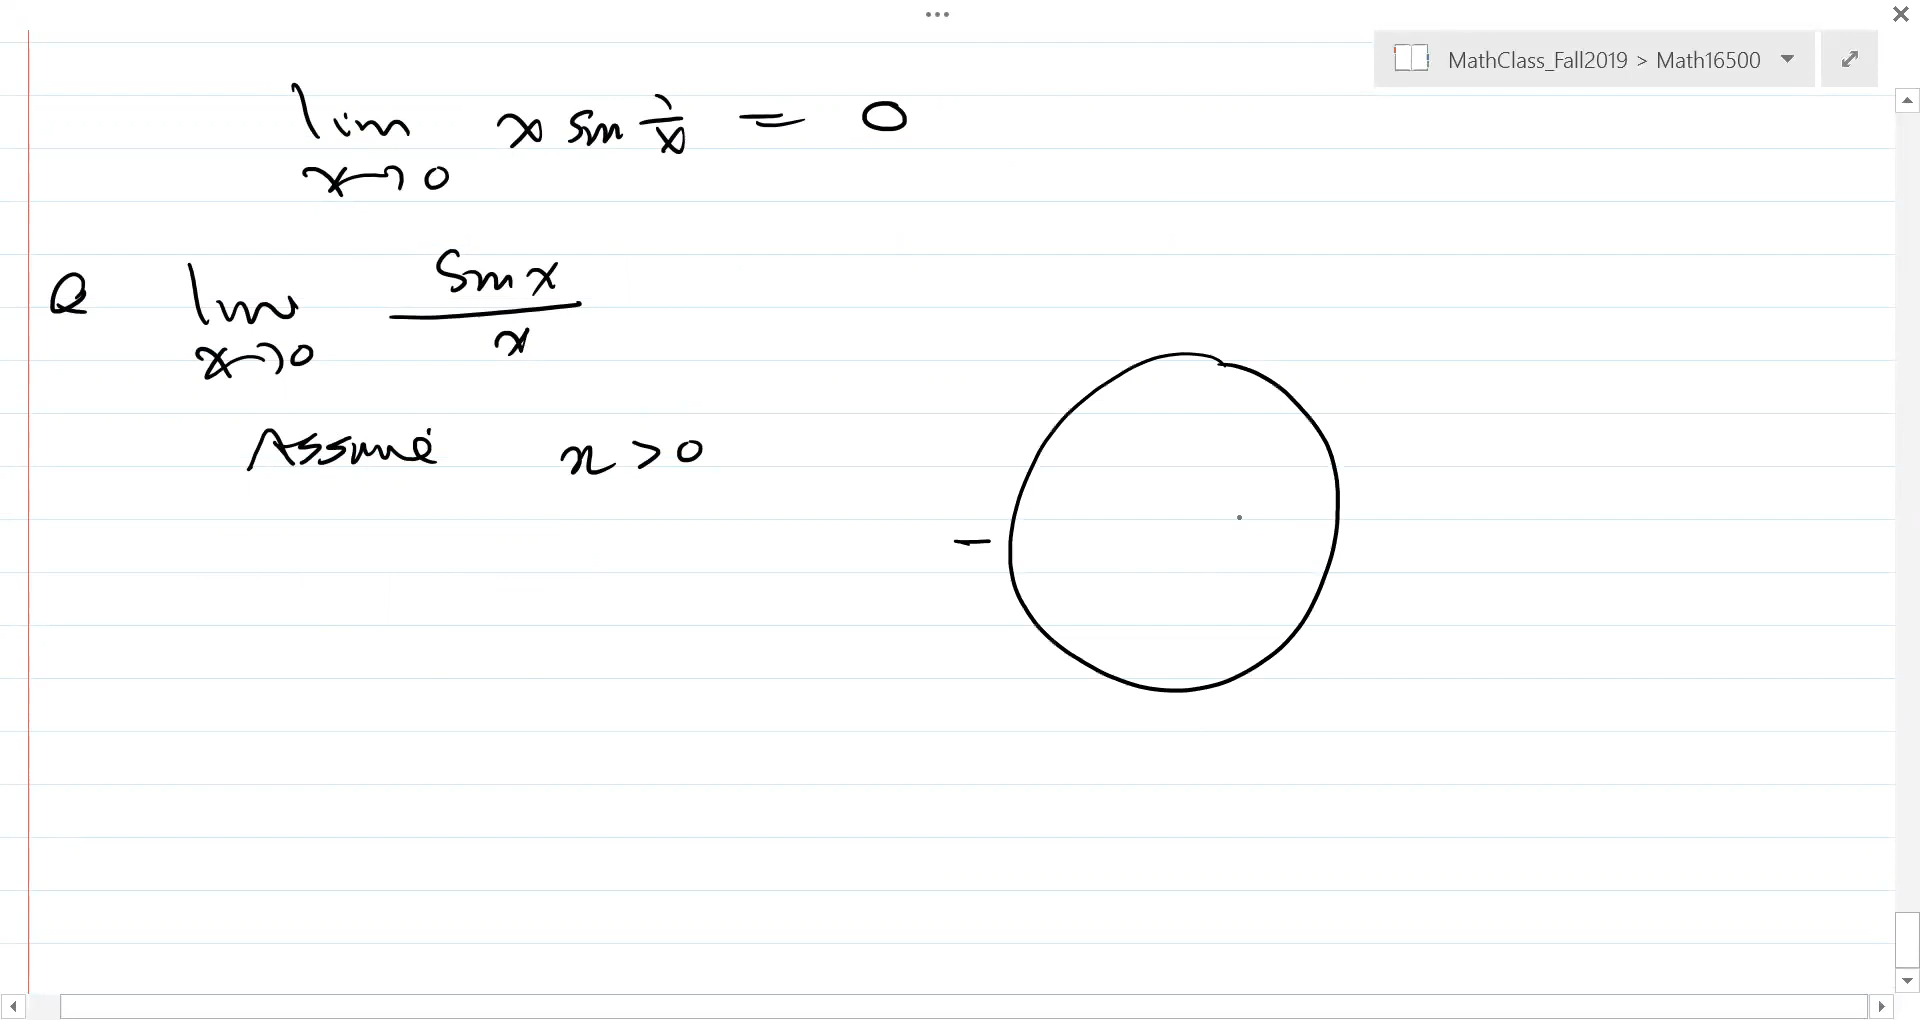 MathClass_Fall2019 > Math16500
lim x sin 1/x = 0
x→0
Q lim sin x / x
x→0
Assume x > 0